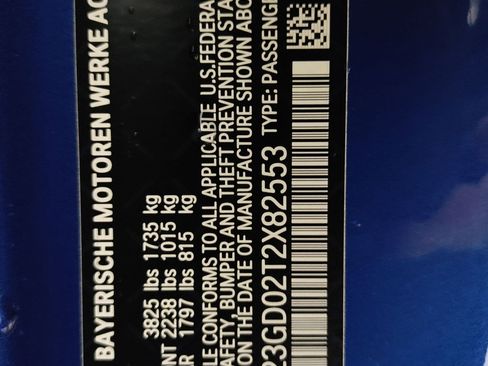 BAYERISCHE MOTOREN WERKE AG
3825 lbs 1735 kg
NT 2238 lbs 1015 kg
R 1797 lbs 815 kg
LE CONFORMS TO ALL APPLICABLE U.S.FEDERA
AFETY, BUMPER AND THEFT PREVENTION STA
ON THE DATE OF MANUFACTURE SHOWN ABO
23GD02T2X82553 TYPE: PASSENGE